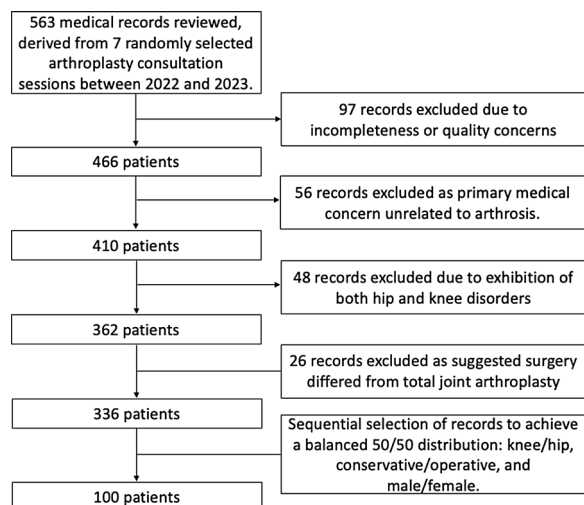 563 medical records reviewed,
derived from 7 randomly selected
arthroplasty consultation
sessions between 2022 and 2023.
97 records excluded due to
incompleteness or quality concerns
466 patients
56 records excluded as primary medical
concern unrelated to arthrosis.
410 patients
48 records excluded due to exhibition of
both hip and knee disorders
362 patients
26 records excluded as suggested surgery
differed from total joint arthroplasty
336 patients
Sequential selection of records to achieve
a balanced 50/50 distribution: knee/hip,
conservative/operative, and
male/female.
100 patients